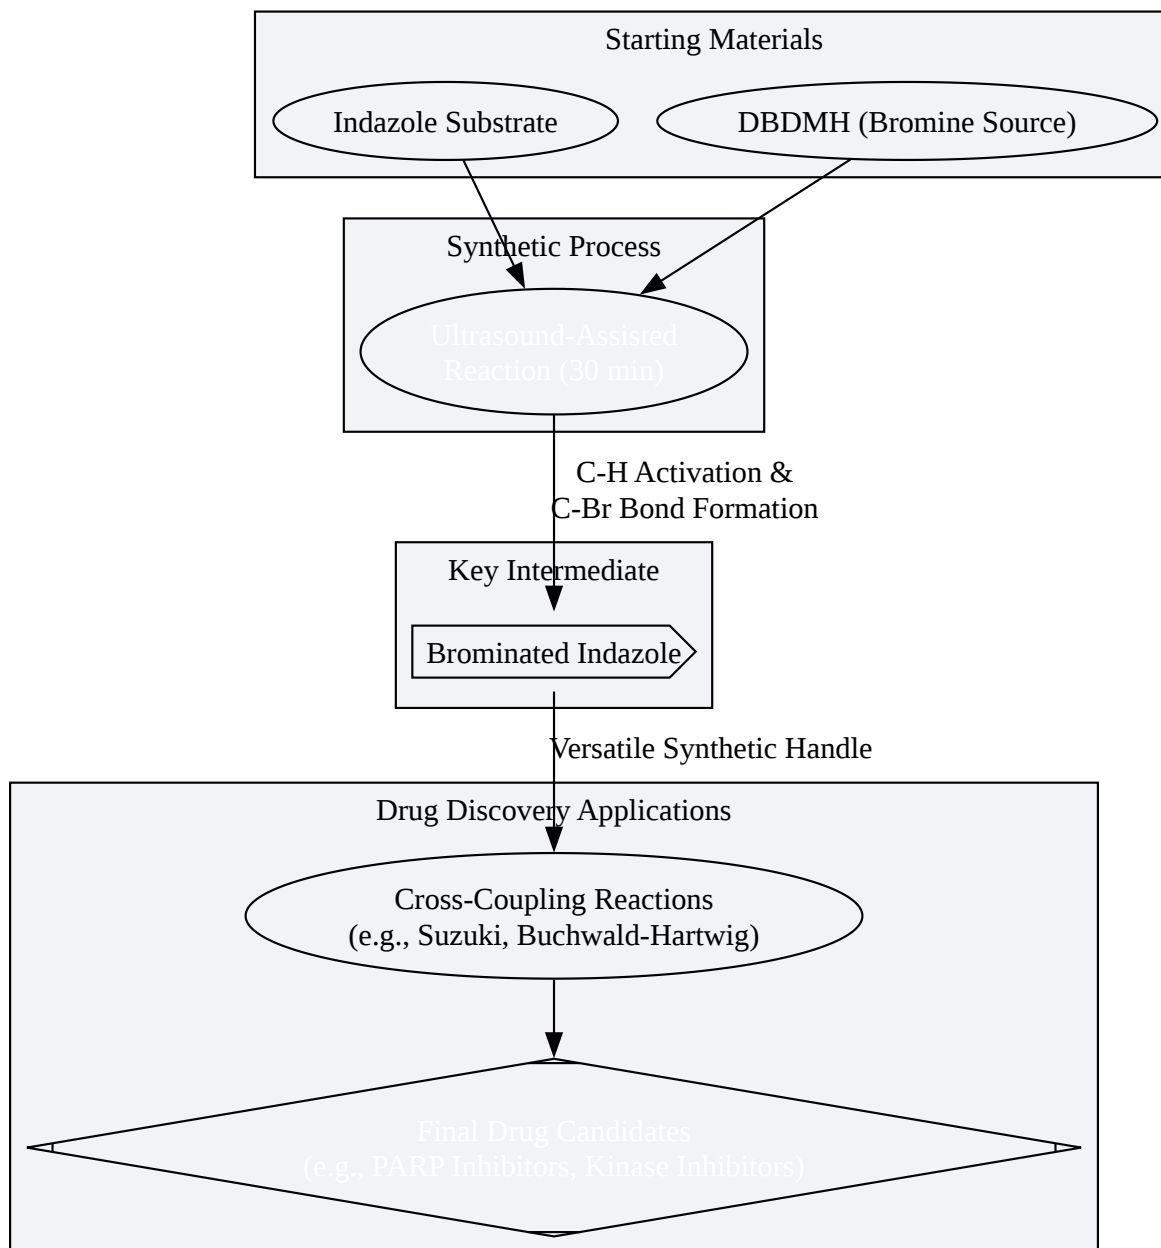 Starting Materials
Indazole Substrate
DBDMH (Bromine Source)
Synthetic Process
Ultrasound-Assisted
Reaction (30 min)
C-H Activation &
C-Br Bond Formation
Key Intermediate
Brominated Indazole
Versatile Synthetic Handle
Drug Discovery Applications
Cross-Coupling Reactions
(e.g., Suzuki, Buchwald-Hartwig)
Final Drug Candidates
(e.g., PARP Inhibitors, Kinase Inhibitors)